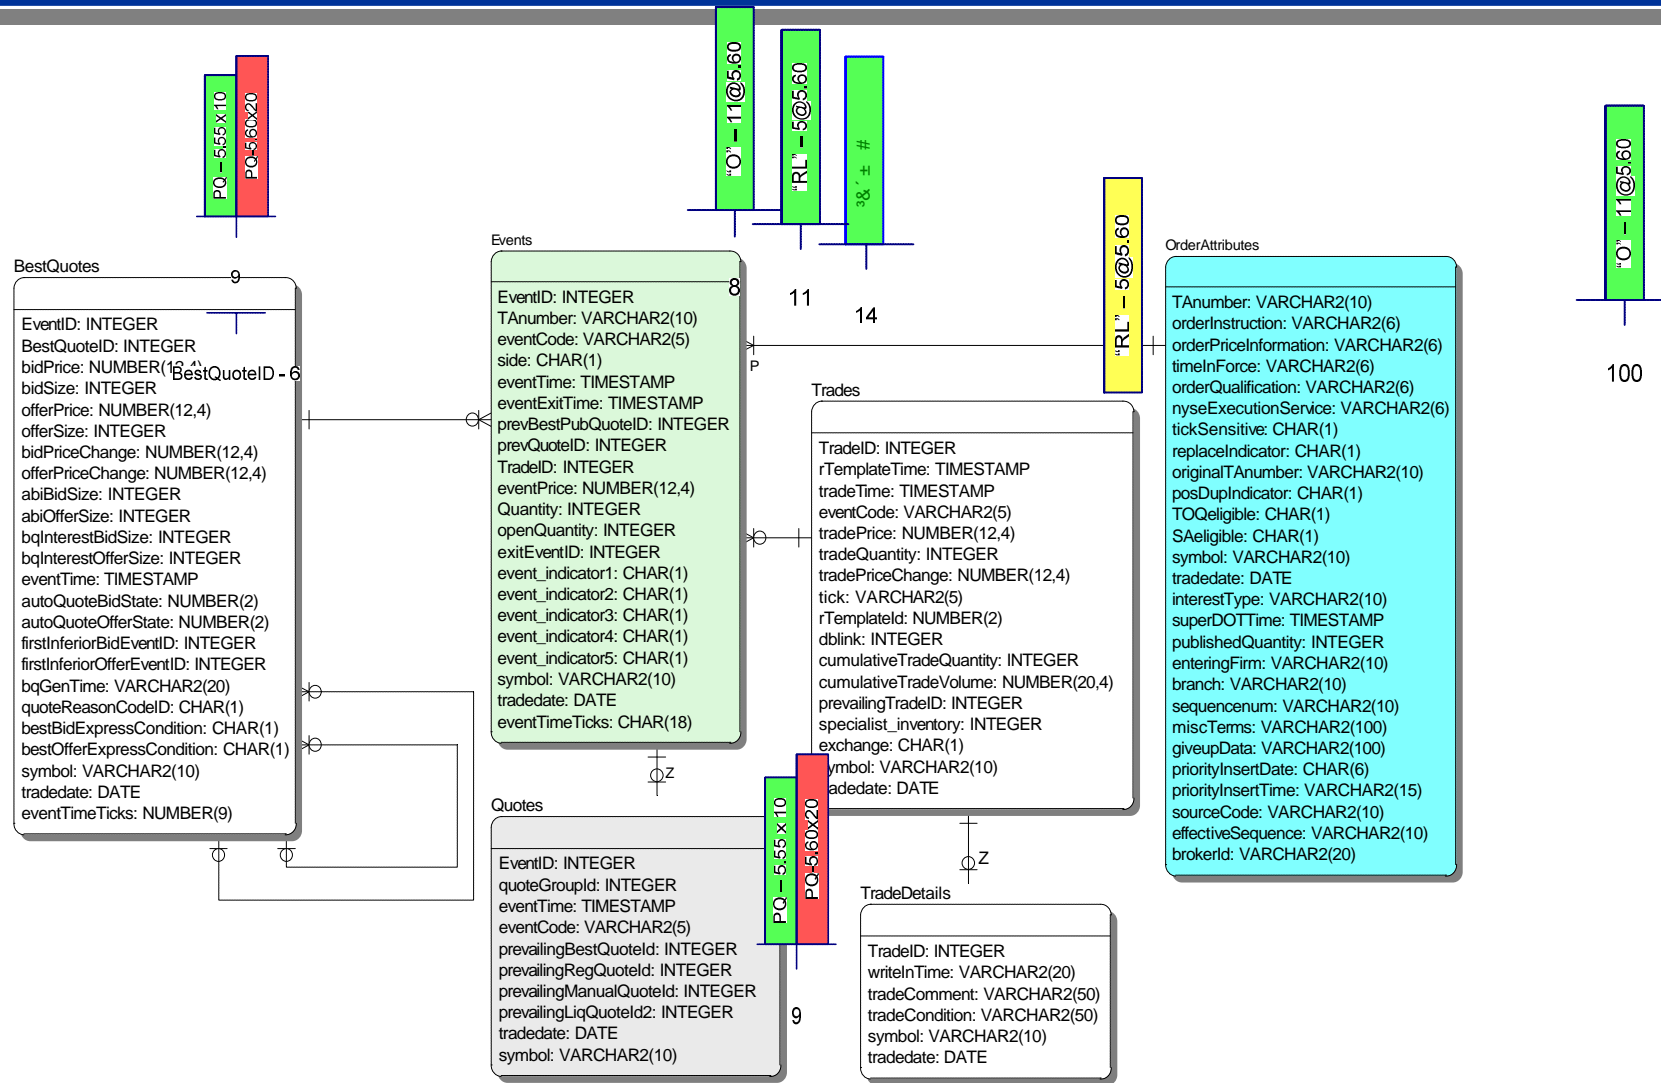 PQ – 5.55 x 10
PQ-5.60x20
"O" – 11@5.60
"RL" – 5@5.60
³&´ ± #
"RL" – 5@5.60
"O" – 11@5.60
9
8
11
14
100
BestQuoteID - 6
BestQuotes
EventID: INTEGER
BestQuoteID: INTEGER
bidPrice: NUMBER(12,4)
bidSize: INTEGER
offerPrice: NUMBER(12,4)
offerSize: INTEGER
bidPriceChange: NUMBER(12,4)
offerPriceChange: NUMBER(12,4)
abiBidSize: INTEGER
abiOfferSize: INTEGER
bqInterestBidSize: INTEGER
bqInterestOfferSize: INTEGER
eventTime: TIMESTAMP
autoQuoteBidState: NUMBER(2)
autoQuoteOfferState: NUMBER(2)
firstInferiorBidEventID: INTEGER
firstInferiorOfferEventID: INTEGER
bqGenTime: VARCHAR2(20)
quoteReasonCodeID: CHAR(1)
bestBidExpressCondition: CHAR(1)
bestOfferExpressCondition: CHAR(1)
symbol: VARCHAR2(10)
tradedate: DATE
eventTimeTicks: NUMBER(9)
Events
EventID: INTEGER
TAnumber: VARCHAR2(10)
eventCode: VARCHAR2(5)
side: CHAR(1)
eventTime: TIMESTAMP
eventExitTime: TIMESTAMP
prevBestPubQuoteID: INTEGER
prevQuoteID: INTEGER
TradeID: INTEGER
eventPrice: NUMBER(12,4)
Quantity: INTEGER
openQuantity: INTEGER
exitEventID: INTEGER
event_indicator1: CHAR(1)
event_indicator2: CHAR(1)
event_indicator3: CHAR(1)
event_indicator4: CHAR(1)
event_indicator5: CHAR(1)
symbol: VARCHAR2(10)
tradedate: DATE
eventTimeTicks: CHAR(18)
P
Z
Quotes
EventID: INTEGER
quoteGroupId: INTEGER
eventTime: TIMESTAMP
eventCode: VARCHAR2(5)
prevailingBestQuoteId: INTEGER
prevailingRegQuoteId: INTEGER
prevailingManualQuoteId: INTEGER
prevailingLiqQuoteId2: INTEGER
tradedate: DATE
symbol: VARCHAR2(10)
PQ – 5.55 x 10
PQ-5.60x20
9
Trades
TradeID: INTEGER
rTemplateTime: TIMESTAMP
tradeTime: TIMESTAMP
eventCode: VARCHAR2(5)
tradePrice: NUMBER(12,4)
tradeQuantity: INTEGER
tradePriceChange: NUMBER(12,4)
tick: VARCHAR2(5)
rTemplateId: NUMBER(2)
dblink: INTEGER
cumulativeTradeQuantity: INTEGER
cumulativeTradeVolume: NUMBER(20,4)
prevailingTradeID: INTEGER
specialist_inventory: INTEGER
exchange: CHAR(1)
ymbol: VARCHAR2(10)
adedate: DATE
Z
TradeDetails
TradeID: INTEGER
writeInTime: VARCHAR2(20)
tradeComment: VARCHAR2(50)
tradeCondition: VARCHAR2(50)
symbol: VARCHAR2(10)
tradedate: DATE
OrderAttributes
TAnumber: VARCHAR2(10)
orderInstruction: VARCHAR2(6)
orderPriceInformation: VARCHAR2(6)
timeInForce: VARCHAR2(6)
orderQualification: VARCHAR2(6)
nyseExecutionService: VARCHAR2(6)
tickSensitive: CHAR(1)
replaceIndicator: CHAR(1)
originalTAnumber: VARCHAR2(10)
posDupIndicator: CHAR(1)
TOQeligible: CHAR(1)
SAeligible: CHAR(1)
symbol: VARCHAR2(10)
tradedate: DATE
interestType: VARCHAR2(10)
superDOTTime: TIMESTAMP
publishedQuantity: INTEGER
enteringFirm: VARCHAR2(10)
branch: VARCHAR2(10)
sequencenum: VARCHAR2(10)
miscTerms: VARCHAR2(100)
giveupData: VARCHAR2(100)
priorityInsertDate: CHAR(6)
priorityInsertTime: VARCHAR2(15)
sourceCode: VARCHAR2(10)
effectiveSequence: VARCHAR2(10)
brokerId: VARCHAR2(20)